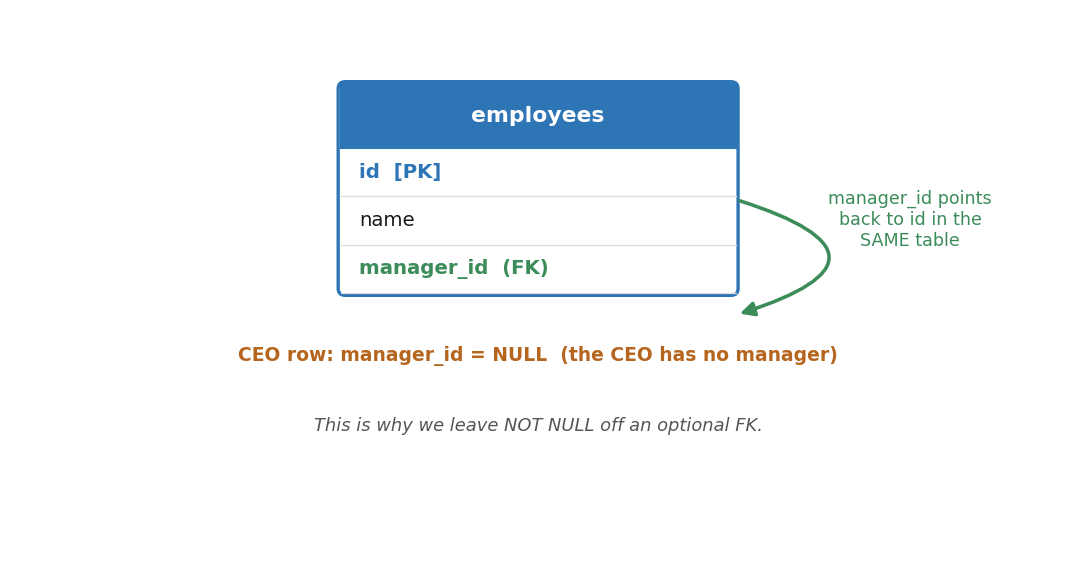 employees
id  [PK]
name
manager_id  (FK)
manager_id points
back to id in the
SAME table
CEO row: manager_id = NULL  (the CEO has no manager)
This is why we leave NOT NULL off an optional FK.